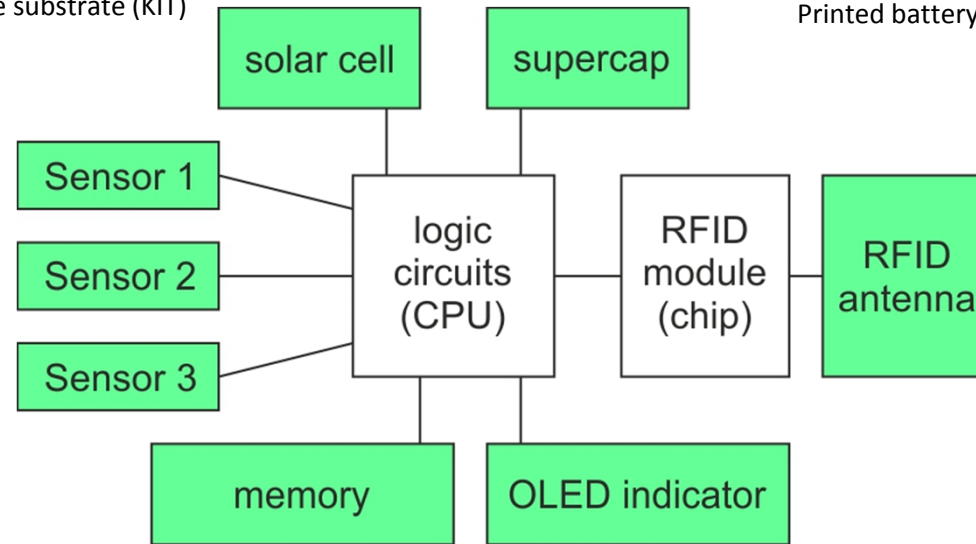 e substrate (KIT)
Printed battery
solar cell
supercap
Sensor 1
Sensor 2
Sensor 3
logic
circuits
(CPU)
RFID
module
(chip)
RFID
antenna
memory
OLED indicator